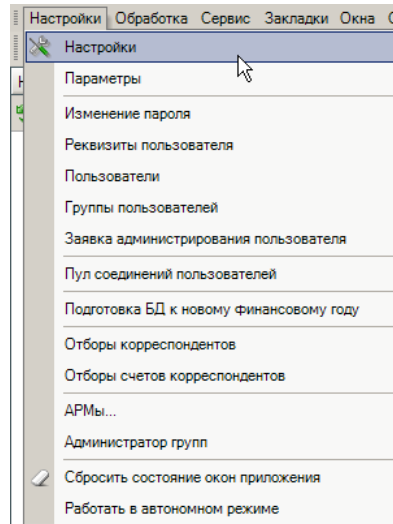 Настройки Обработка Сервис Закладки Окна
Настройки
Параметры
Изменение пароля
Реквизиты пользователя
Пользователи
Группы пользователей
Заявка администрирования пользователя
Пул соединений пользователей
Подготовка БД к новому финансовому году
Отборы корреспондентов
Отборы счетов корреспондентов
АРМы...
Администратор групп
Сбросить состояние окон приложения
Работать в автономном режиме